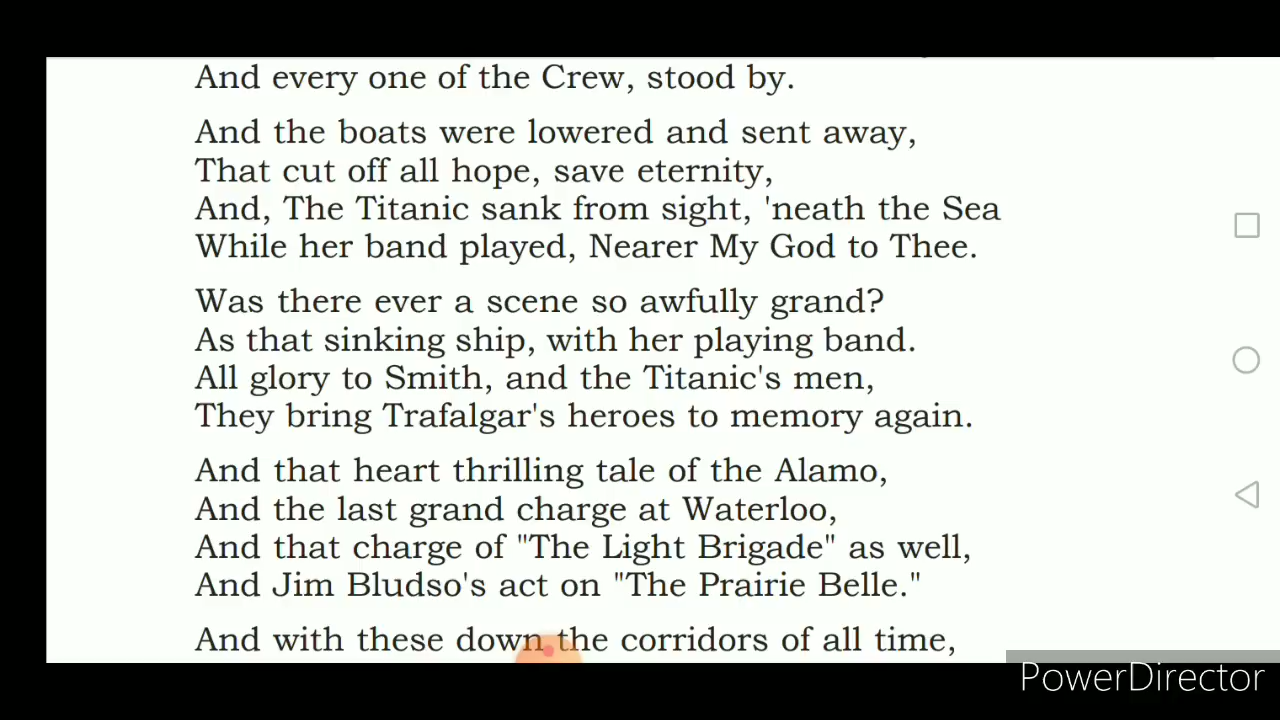 And every one of the Crew, stood by.
And the boats were lowered and sent away,
That cut off all hope, save eternity,
And, The Titanic sank from sight, 'neath the Sea
While her band played, Nearer My God to Thee.
Was there ever a scene so awfully grand?
As that sinking ship, with her playing band.
All glory to Smith, and the Titanic's men,
They bring Trafalgar's heroes to memory again.
And that heart thrilling tale of the Alamo,
And the last grand charge at Waterloo,
And that charge of "The Light Brigade" as well,
And Jim Bludso's act on "The Prairie Belle."
And with these down the corridors of all time,
PowerDirector